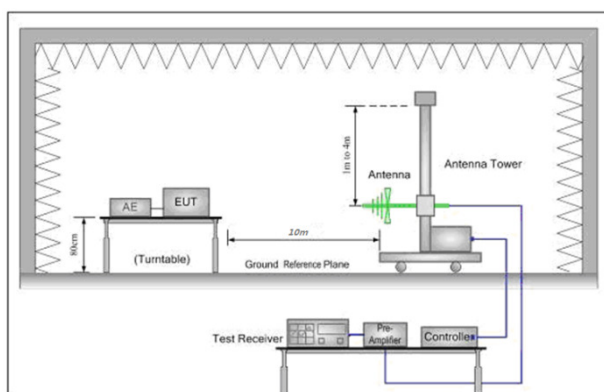 1m to 4m
Antenna
Antenna Tower
AE
EUT
80cm
(Turntable)
10m
Ground Reference Plane
Test Receiver
Pre-
Amplifier
Controller